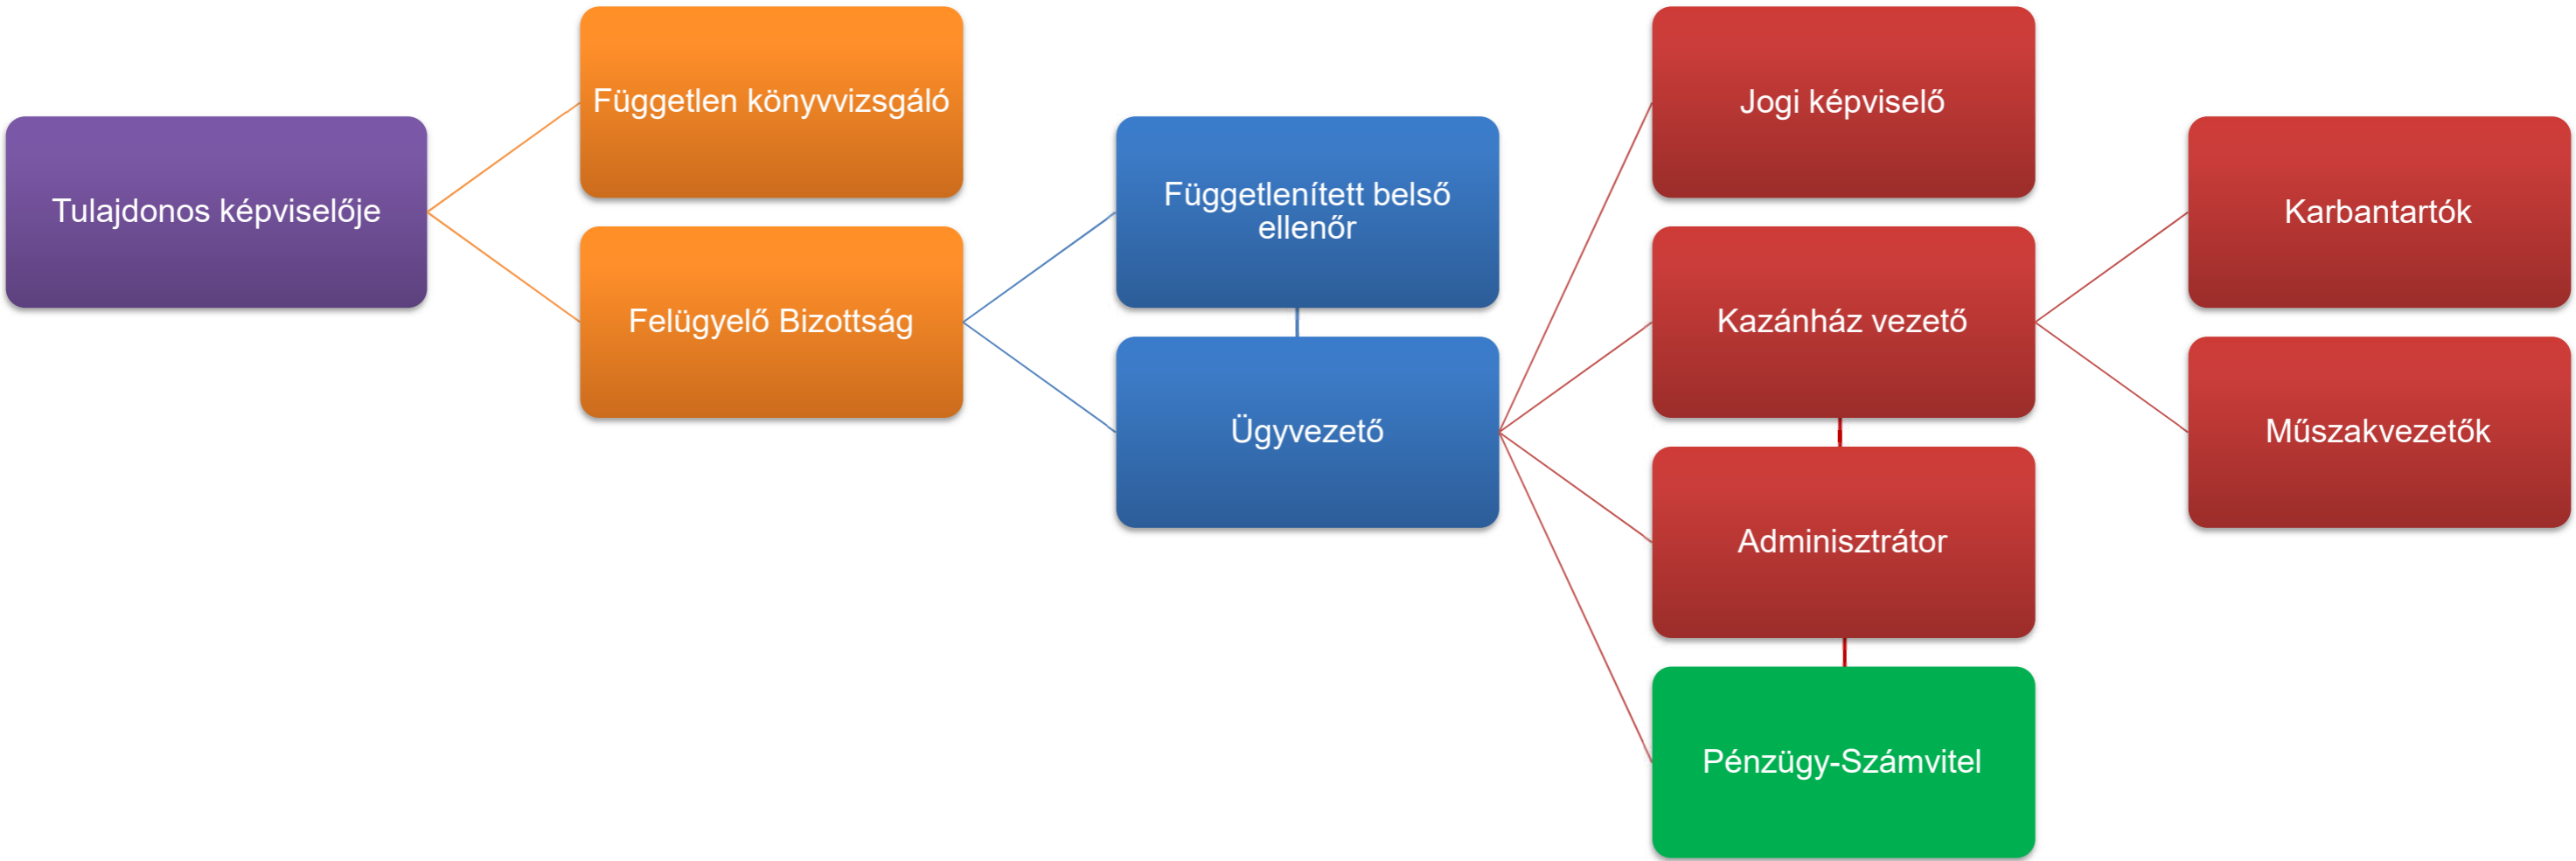 Tulajdonos képviselője
Független könyvvizsgáló
Felügyelő Bizottság
Függetlenített belső
ellenőr
Ügyvezető
Jogi képviselő
Kazánház vezető
Adminisztrátor
Pénzügy-Számvitel
Karbantartók
Műszakvezetők